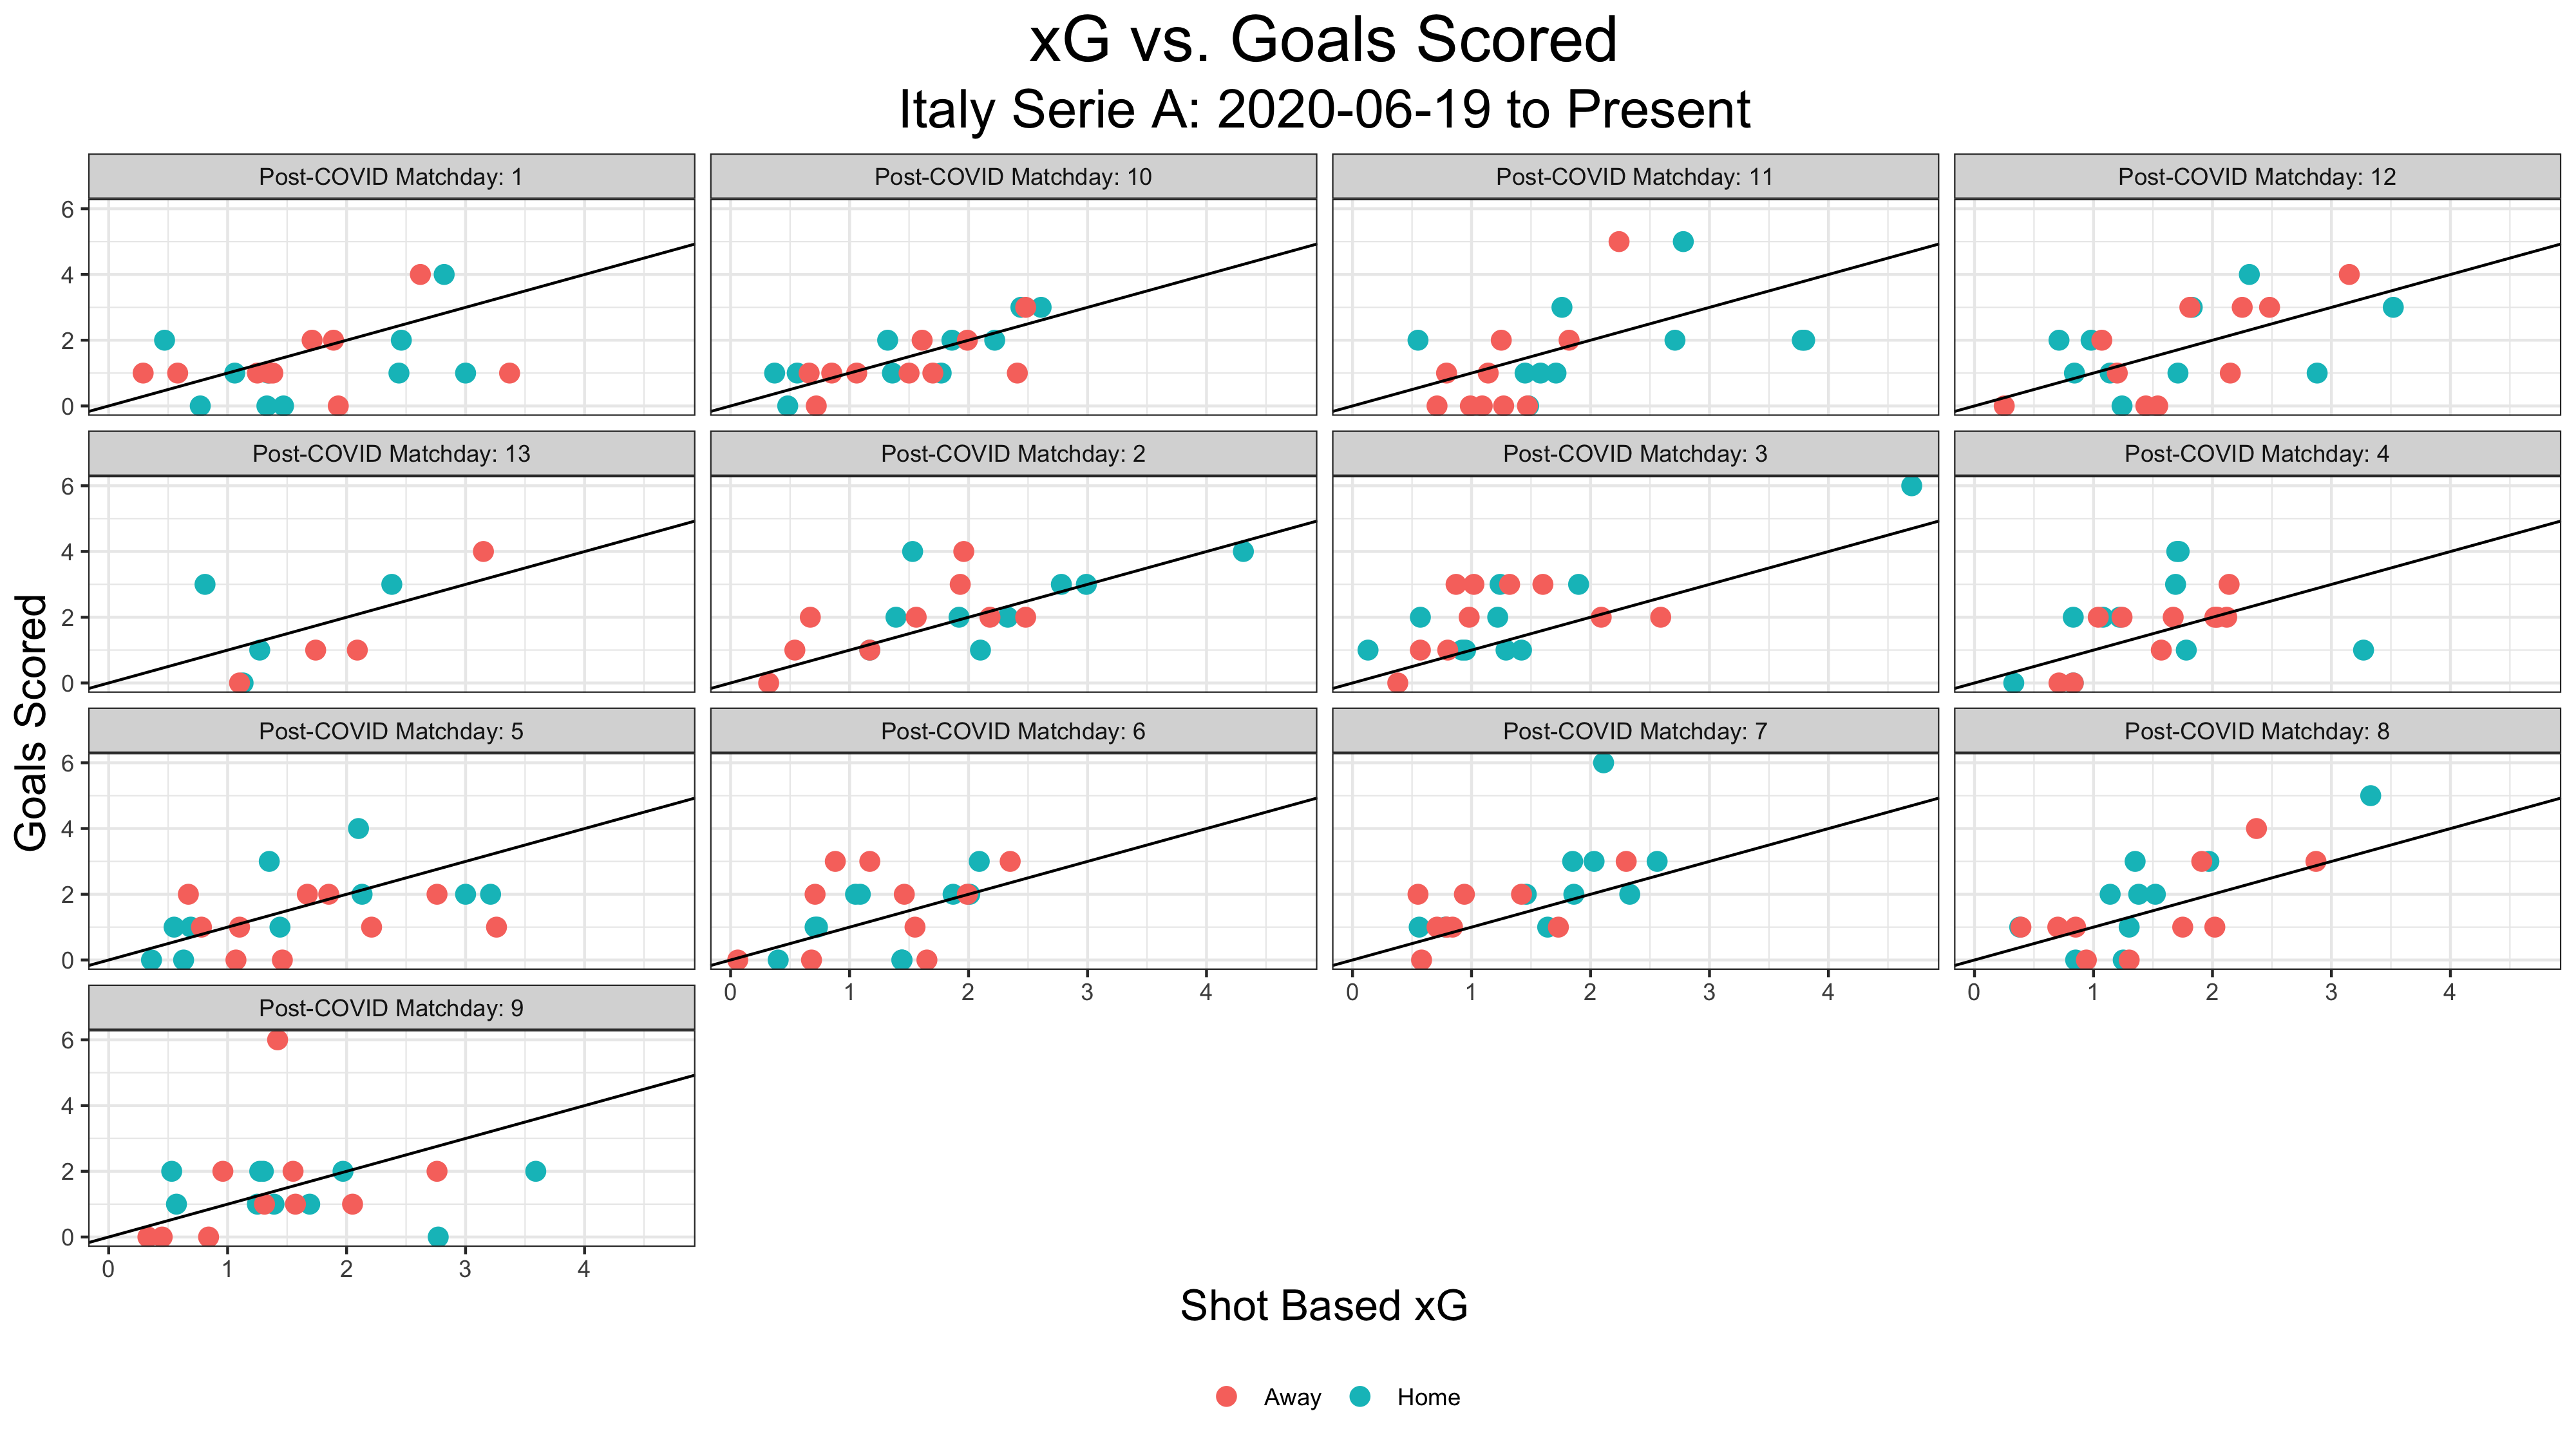 xG vs. Goals Scored
Italy Serie A: 2020-06-19 to Present
Post-COVID Matchday: 1
Post-COVID Matchday: 10
Post-COVID Matchday: 11
Post-COVID Matchday: 12
6
4
2
0
Post-COVID Matchday: 13
Post-COVID Matchday: 2
Post-COVID Matchday: 3
Post-COVID Matchday: 4
6
4
2
0
Goals Scored
Post-COVID Matchday: 5
Post-COVID Matchday: 6
Post-COVID Matchday: 7
Post-COVID Matchday: 8
6
4
2
0
0 1 2 3 4
0 1 2 3 4
0 1 2 3 4
Post-COVID Matchday: 9
6
4
2
0
0 1 2 3 4
Shot Based xG
Away Home